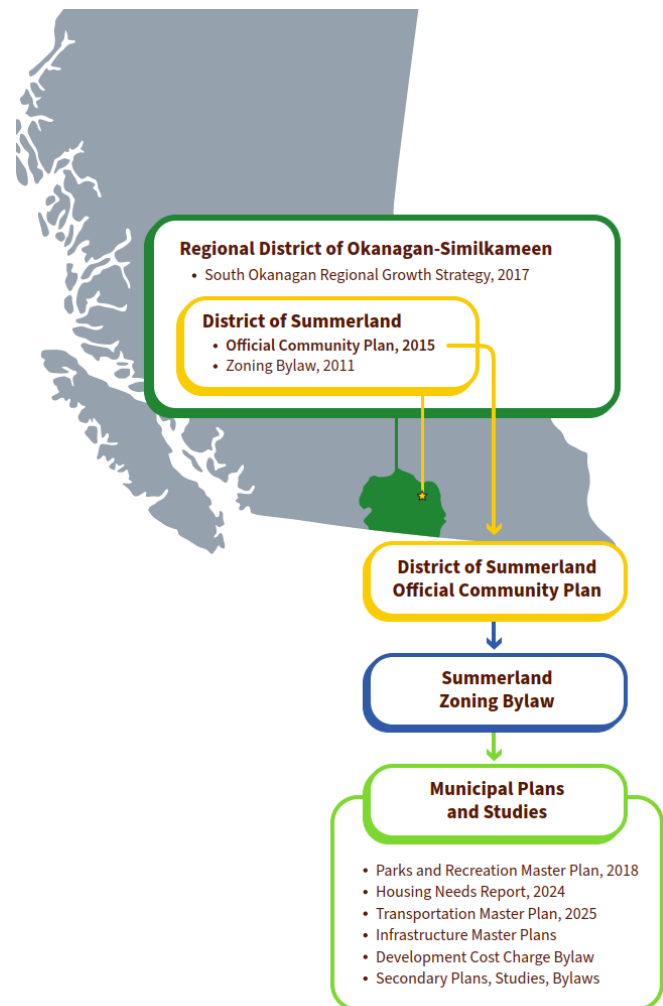 Regional District of Okanagan-Similkameen
• South Okanagan Regional Growth Strategy, 2017
District of Summerland
• Official Community Plan, 2015
• Zoning Bylaw, 2011
District of Summerland
Official Community Plan
Summerland
Zoning Bylaw
Municipal Plans
and Studies
• Parks and Recreation Master Plan, 2018
• Housing Needs Report, 2024
• Transportation Master Plan, 2025
• Infrastructure Master Plans
• Development Cost Charge Bylaw
• Secondary Plans, Studies, Bylaws